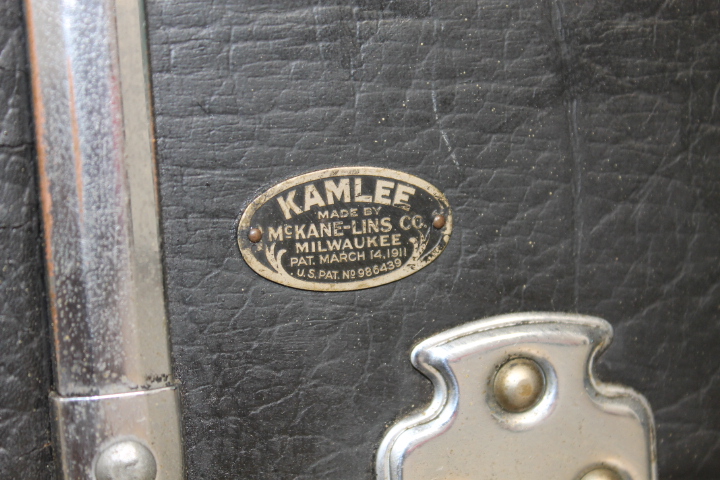 KAMLEE
MADE BY
McKANE-LINS CO.
MILWAUKEE
PAT. MARCH 14, 1911
U.S. PAT. No 986439